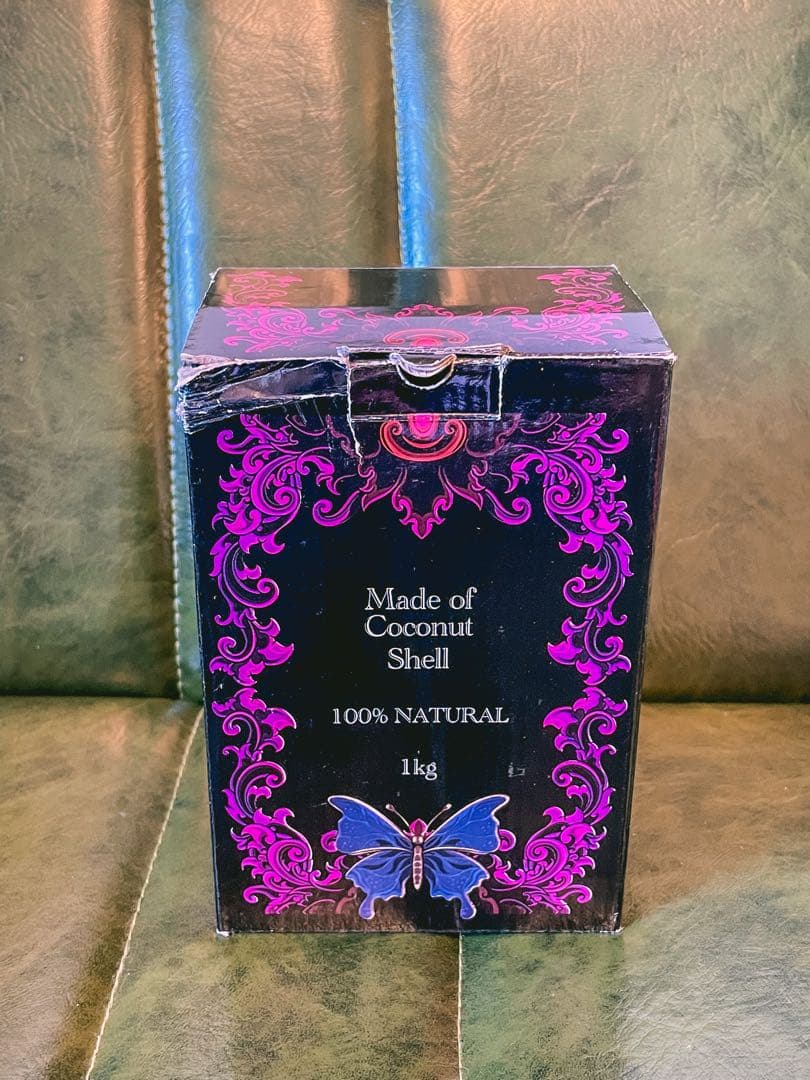 Made of
Coconut
Shell
100% NATURAL
1kg